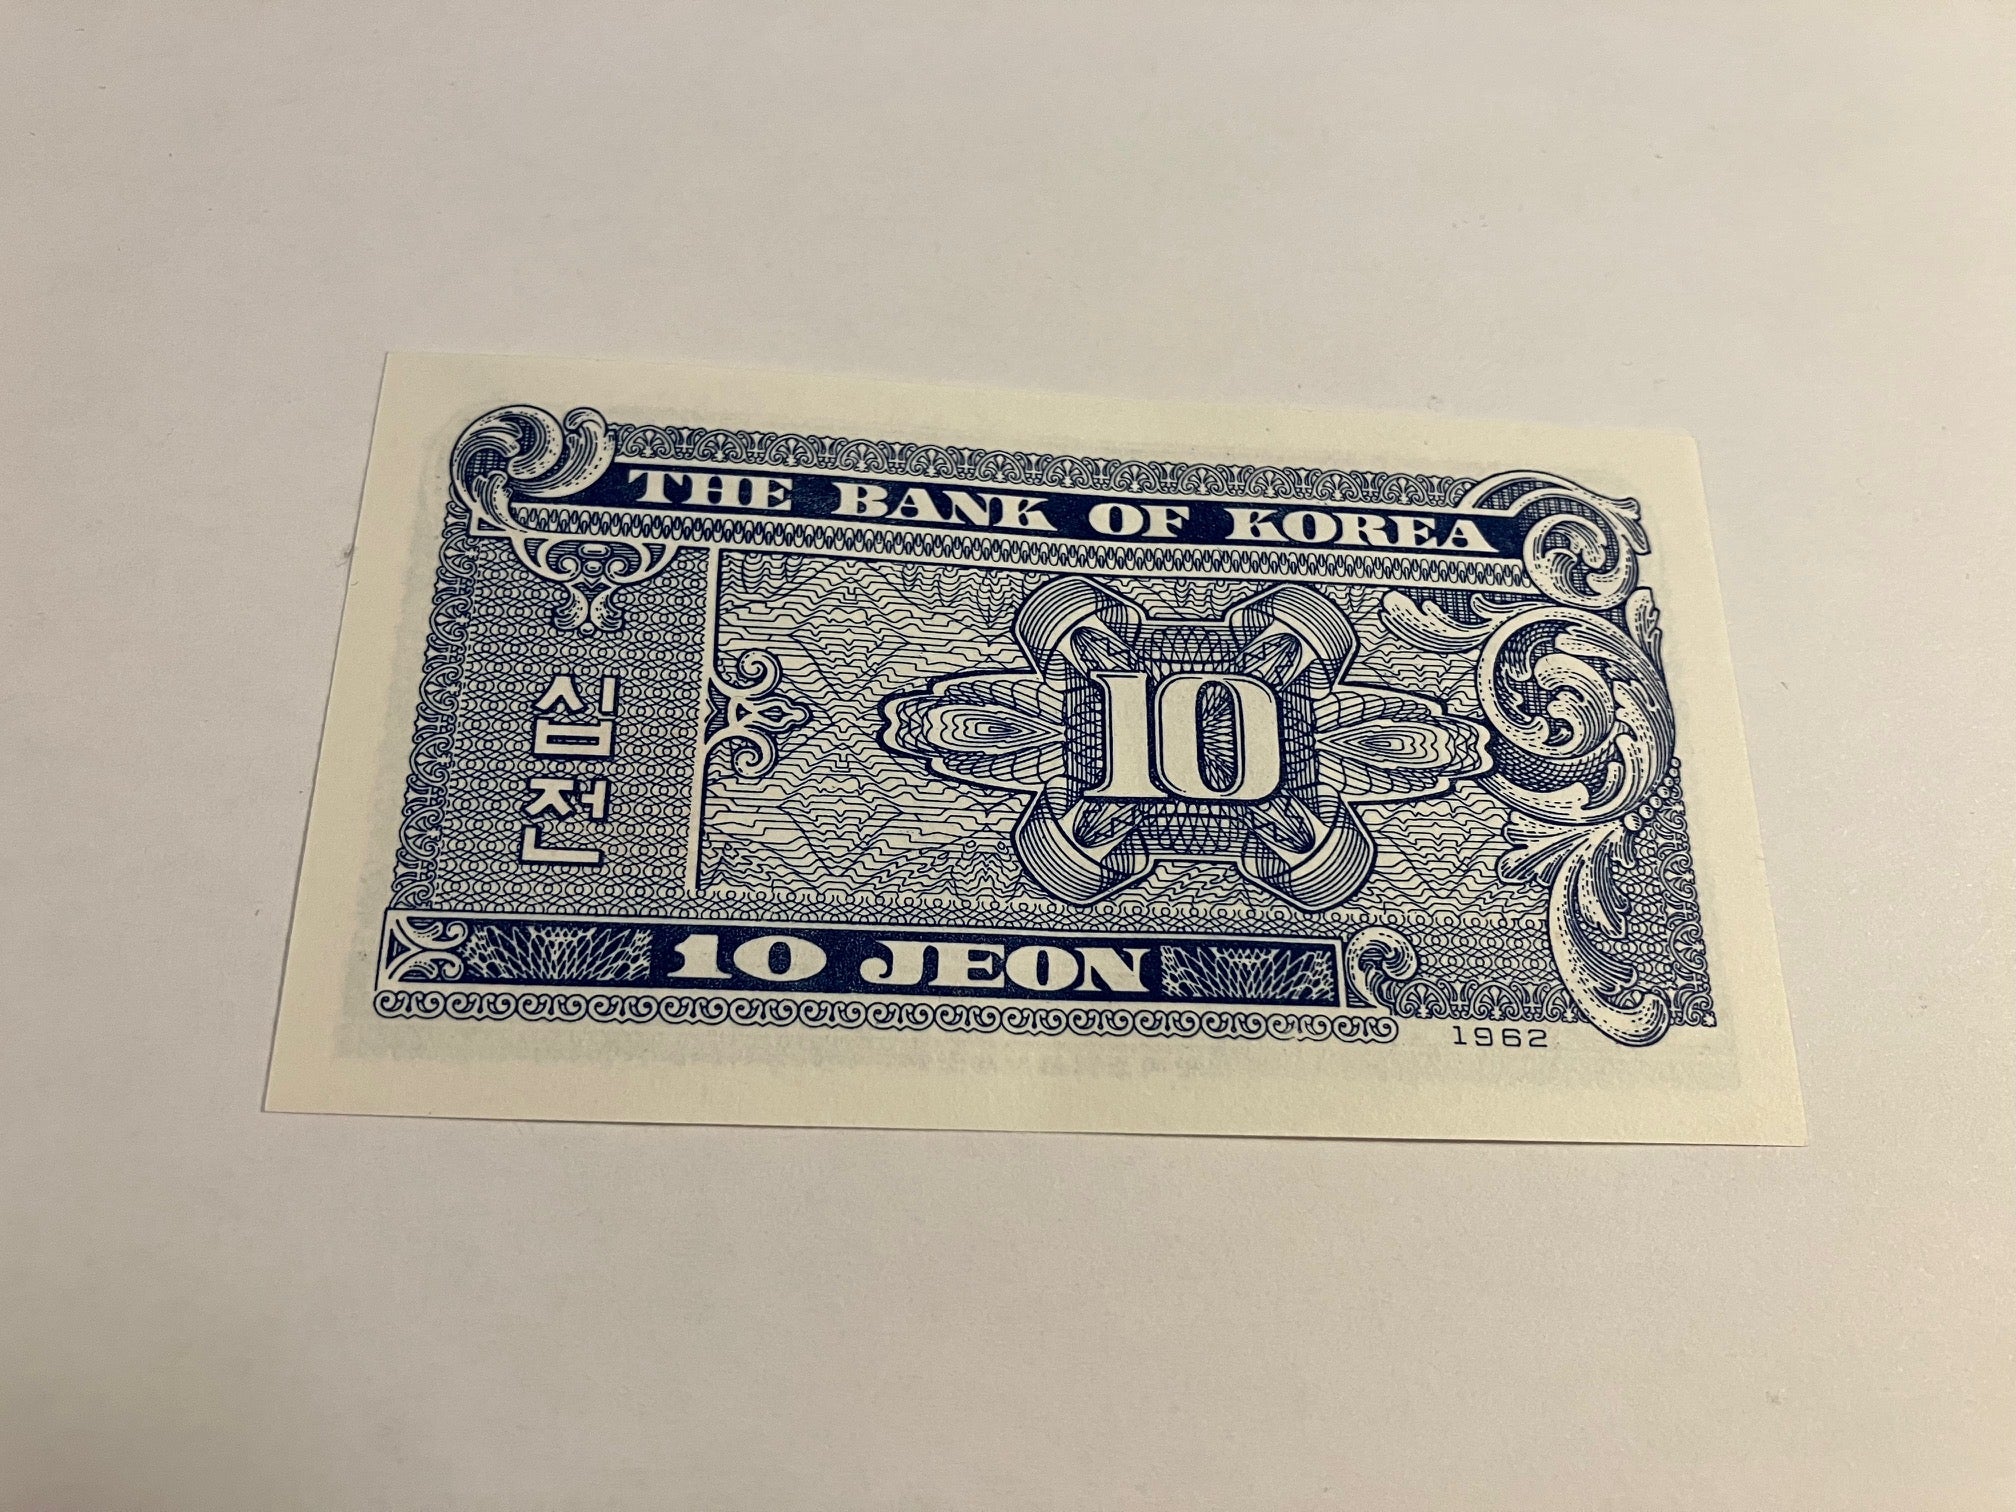 THE BANK OF KOREA
십전
10
10 JEON
1962